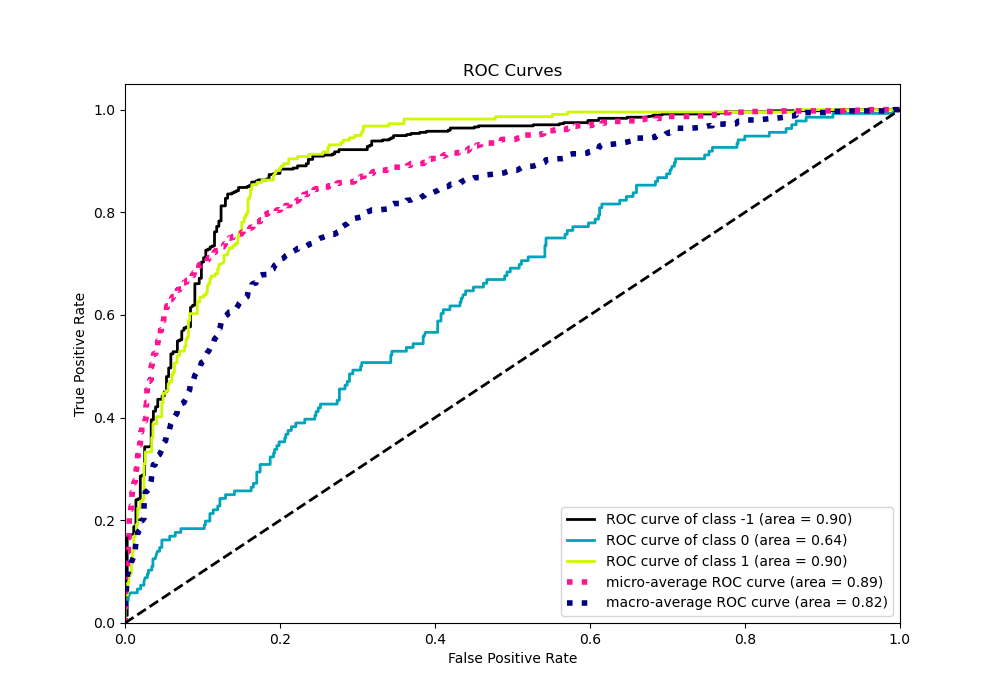 ROC Curves
True Positive Rate
1.0
0.8
0.6
0.4
0.2
0.0
ROC curve of class -1 (area = 0.90)
ROC curve of class 0 (area = 0.64)
ROC curve of class 1 (area = 0.90)
micro-average ROC curve (area = 0.89)
macro-average ROC curve (area = 0.82)
0.0 0.2 0.4 0.6 0.8 1.0
False Positive Rate